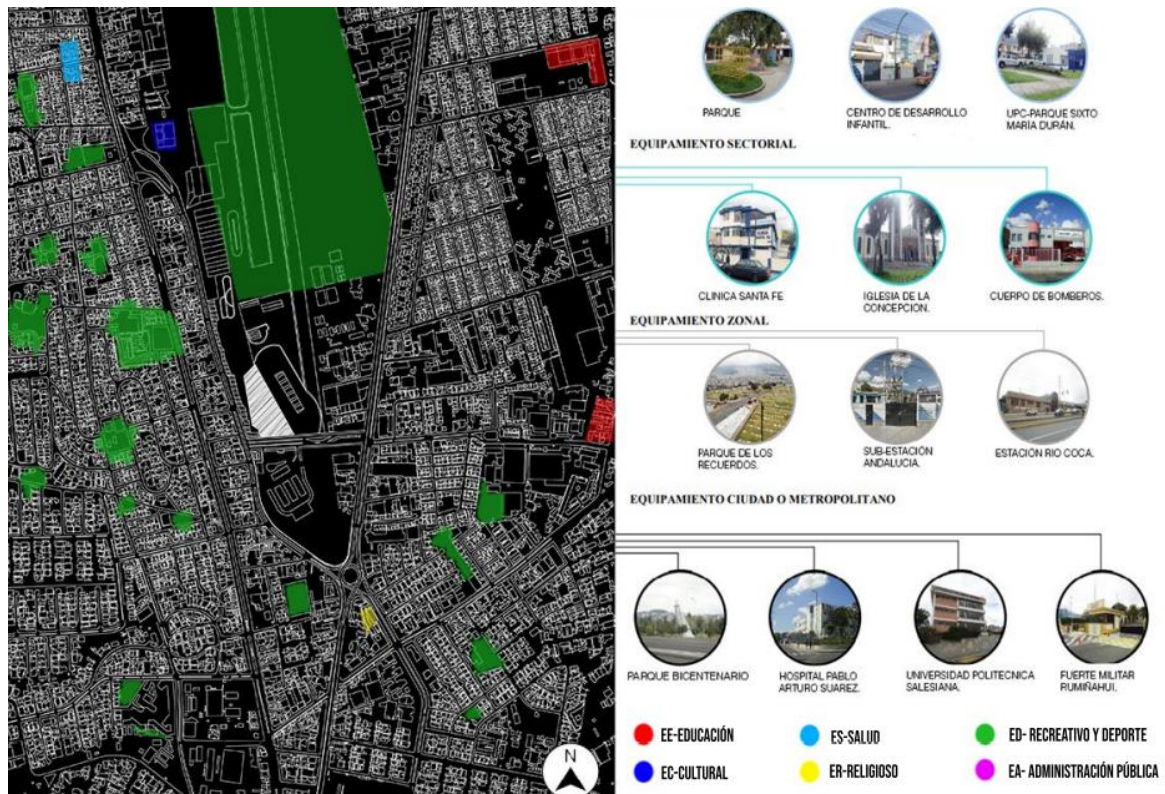 PARQUE
CENTRO DE DESARROLLO
INFANTIL.
UPC-PARQUE SIXTO
MARÍA DURÁN.
EQUIPAMIENTO SECTORIAL
CLINICA SANTA FE
IGLESIA DE LA
CONCEPCION.
CUERPO DE BOMBEROS.
EQUIPAMIENTO ZONAL
PARQUE DE LOS
RECUERDOS.
SUB-ESTACIÓN
ANDALUCIA.
ESTACIÓN RIO COCA.
EQUIPAMIENTO CIUDAD O METROPOLITANO
PARQUE BICENTENARIO
HOSPITAL PABLO
ARTURO SUAREZ.
UNIVERSIDAD POLITECNICA
SALESIANA.
FUERTE MILITAR
RUMIÑAHUI.
EE-EDUCACIÓN
ES-SALUD
ED- RECREATIVO Y DEPORTE
EC-CULTURAL
ER-RELIGIOSO
EA- ADMINISTRACIÓN PÚBLICA
N